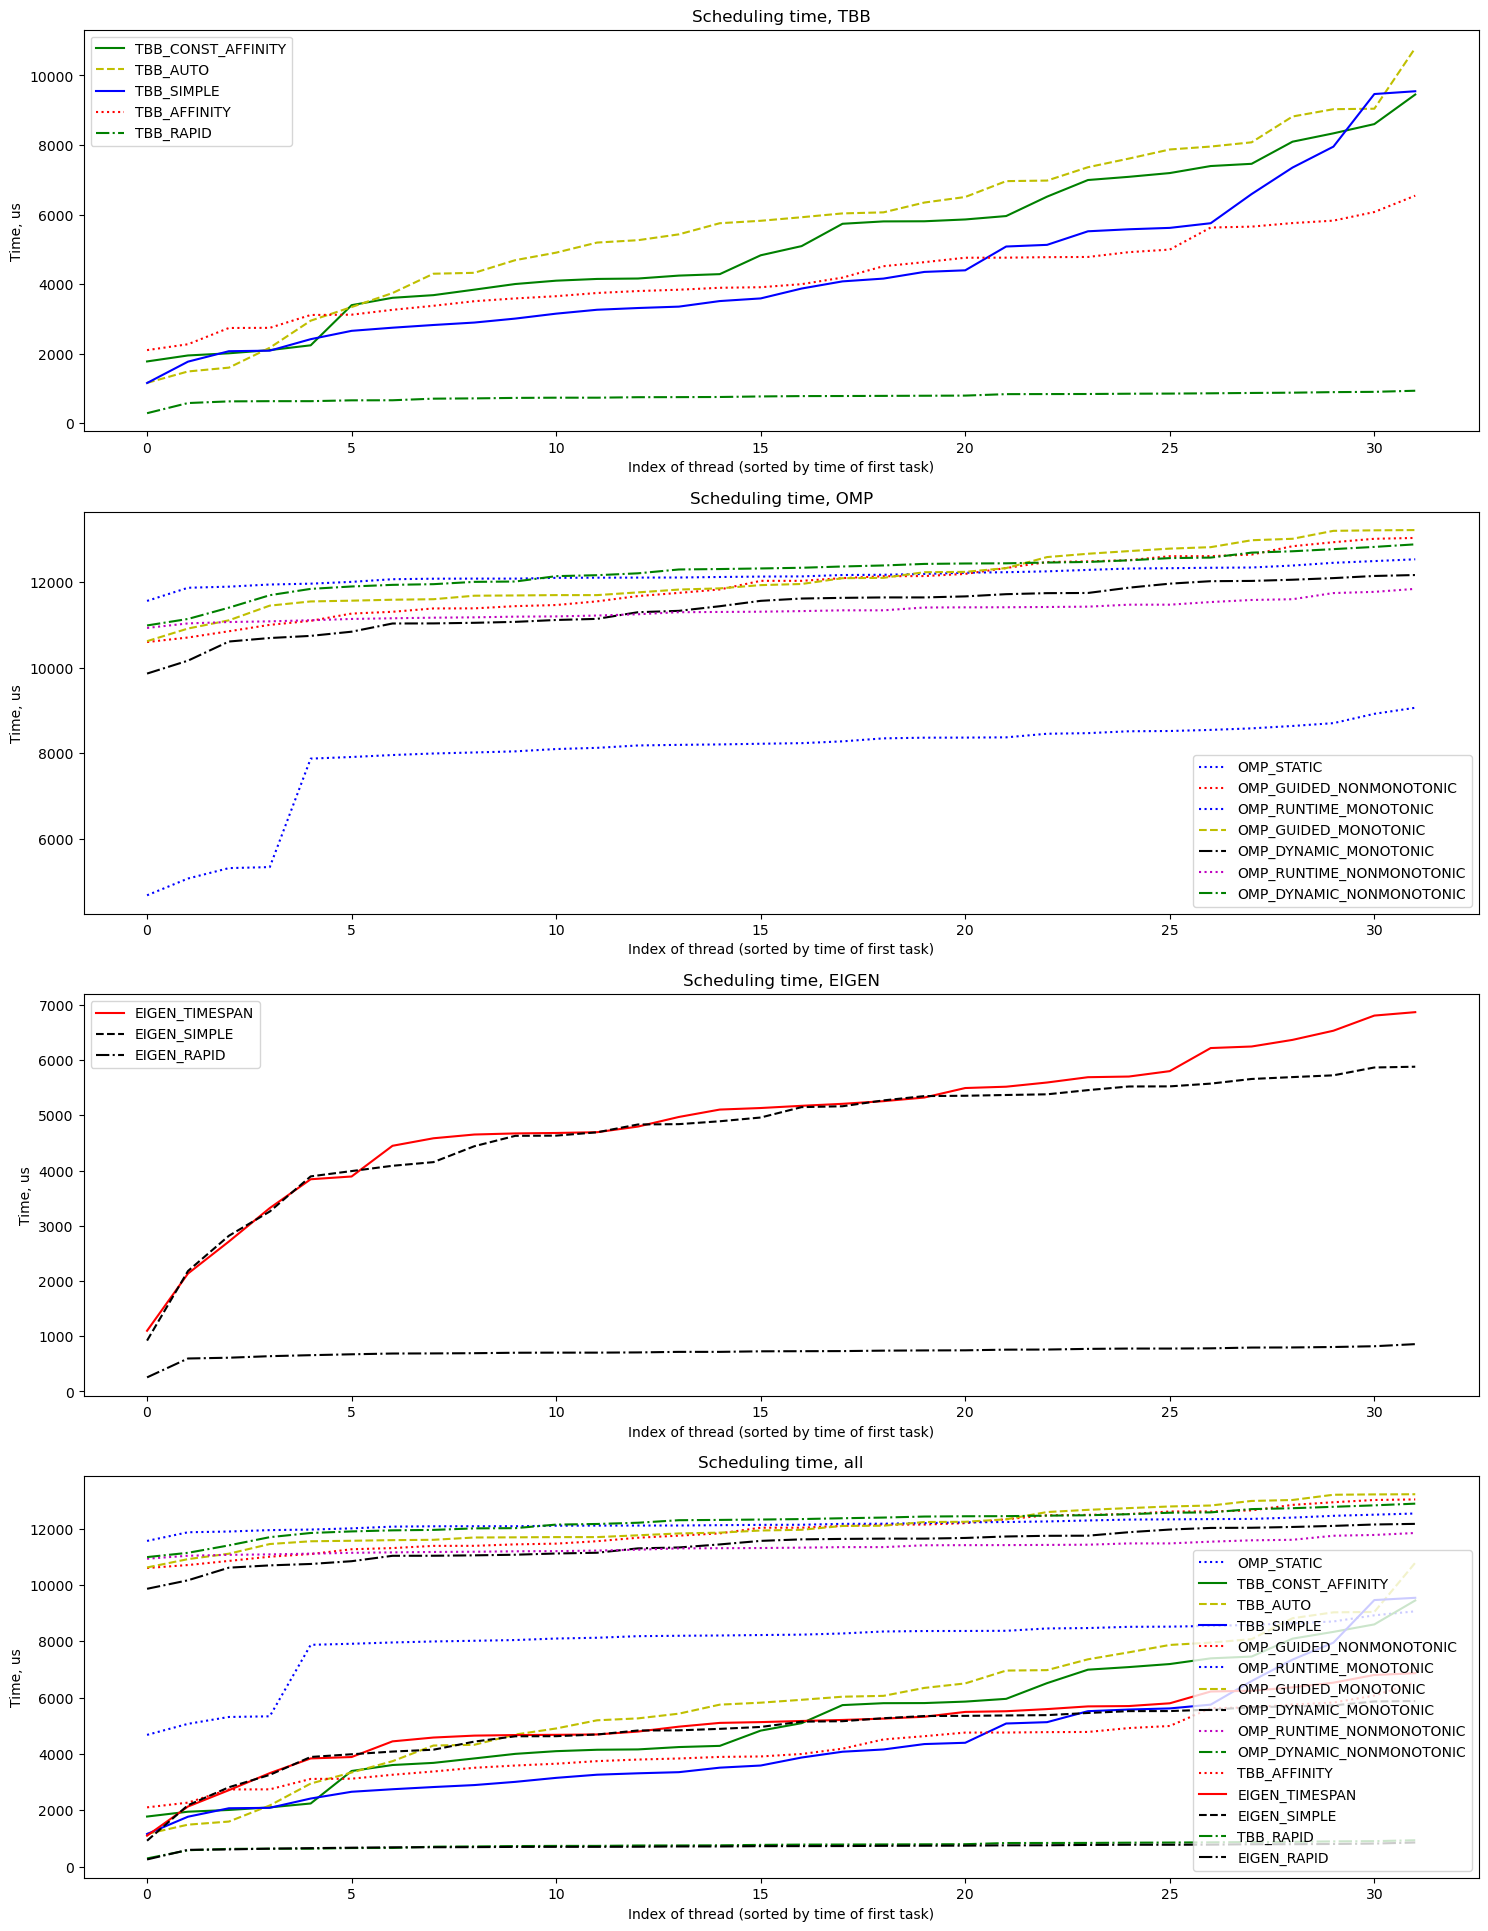 Scheduling time, TBB
TBB_CONST_AFFINITY
TBB_AUTO
TBB_SIMPLE
TBB_AFFINITY
TBB_RAPID
10000
8000
6000
4000
2000
0
Time, us
0 5 10 15 20 25 30
Index of thread (sorted by time of first task)
Scheduling time, OMP
12000
10000
8000
6000
Time, us
OMP_STATIC
OMP_GUIDED_NONMONOTONIC
OMP_RUNTIME_MONOTONIC
OMP_GUIDED_MONOTONIC
OMP_DYNAMIC_MONOTONIC
OMP_RUNTIME_NONMONOTONIC
OMP_DYNAMIC_NONMONOTONIC
0 5 10 15 20 25 30
Index of thread (sorted by time of first task)
Scheduling time, EIGEN
EIGEN_TIMESPAN
EIGEN_SIMPLE
EIGEN_RAPID
7000
6000
5000
4000
3000
2000
1000
0
Time, us
0 5 10 15 20 25 30
Index of thread (sorted by time of first task)
Scheduling time, all
12000
10000
8000
6000
4000
2000
0
Time, us
OMP_STATIC
TBB_CONST_AFFINITY
TBB_AUTO
TBB_SIMPLE
OMP_GUIDED_NONMONOTONIC
OMP_RUNTIME_MONOTONIC
OMP_GUIDED_MONOTONIC
OMP_DYNAMIC_MONOTONIC
OMP_RUNTIME_NONMONOTONIC
OMP_DYNAMIC_NONMONOTONIC
TBB_AFFINITY
EIGEN_TIMESPAN
EIGEN_SIMPLE
TBB_RAPID
EIGEN_RAPID
0 5 10 15 20 25 30
Index of thread (sorted by time of first task)